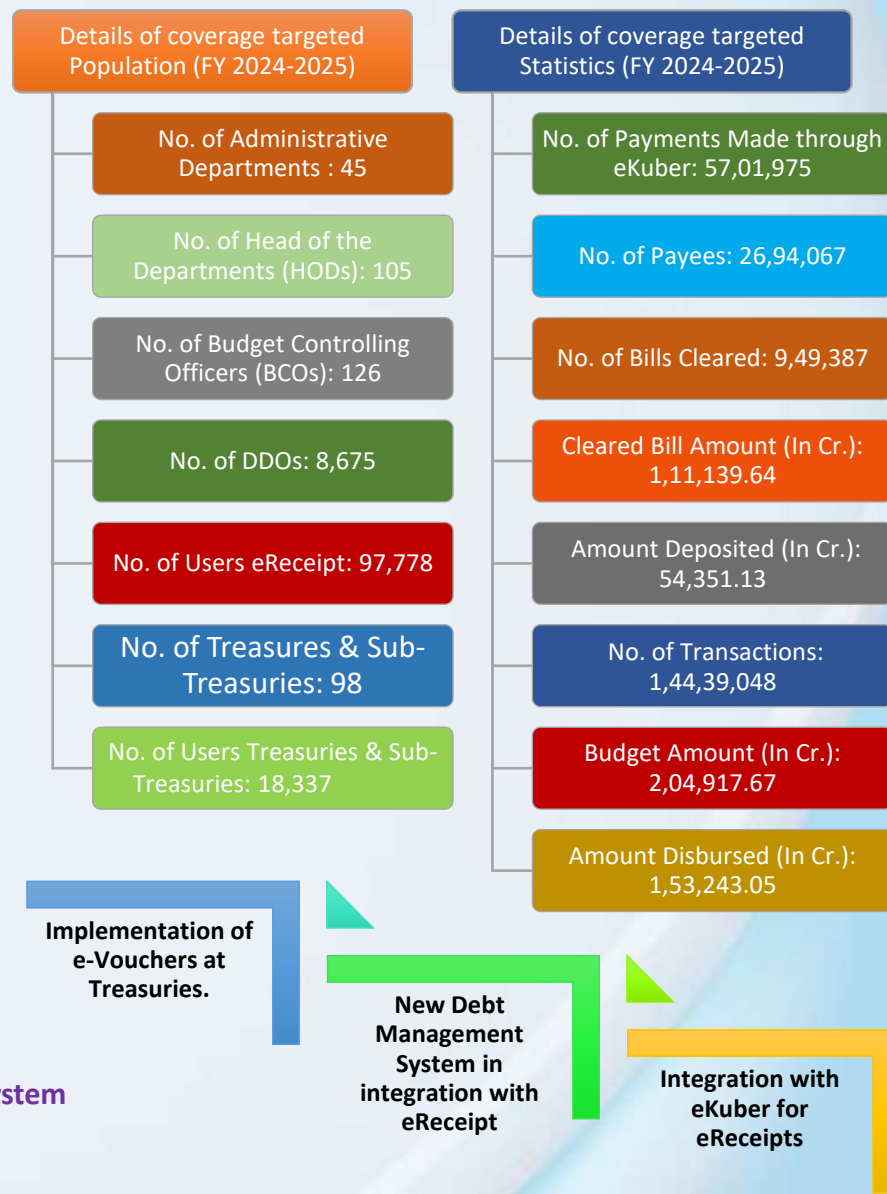 Details of coverage targeted
Population (FY 2024-2025)
No. of Administrative
Departments : 45
No. of Head of the
Departments (HODs): 105
No. of Budget Controlling
Officers (BCOs): 126
No. of DDOs: 8,675
No. of Users eReceipt: 97,778
No. of Treasures & Sub-
Treasuries: 98
No. of Users Treasuries & Sub-
Treasuries: 18,337
Details of coverage targeted
Statistics (FY 2024-2025)
No. of Payments Made through
eKuber: 57,01,975
No. of Payees: 26,94,067
No. of Bills Cleared: 9,49,387
Cleared Bill Amount (In Cr.):
1,11,139.64
Amount Deposited (In Cr.):
54,351.13
No. of Transactions:
1,44,39,048
Budget Amount (In Cr.):
2,04,917.67
Amount Disbursed (In Cr.):
1,53,243.05
Implementation of
e-Vouchers at
Treasuries.
New Debt
Management
System in
integration with
eReceipt
Integration with
eKuber for
eReceipts